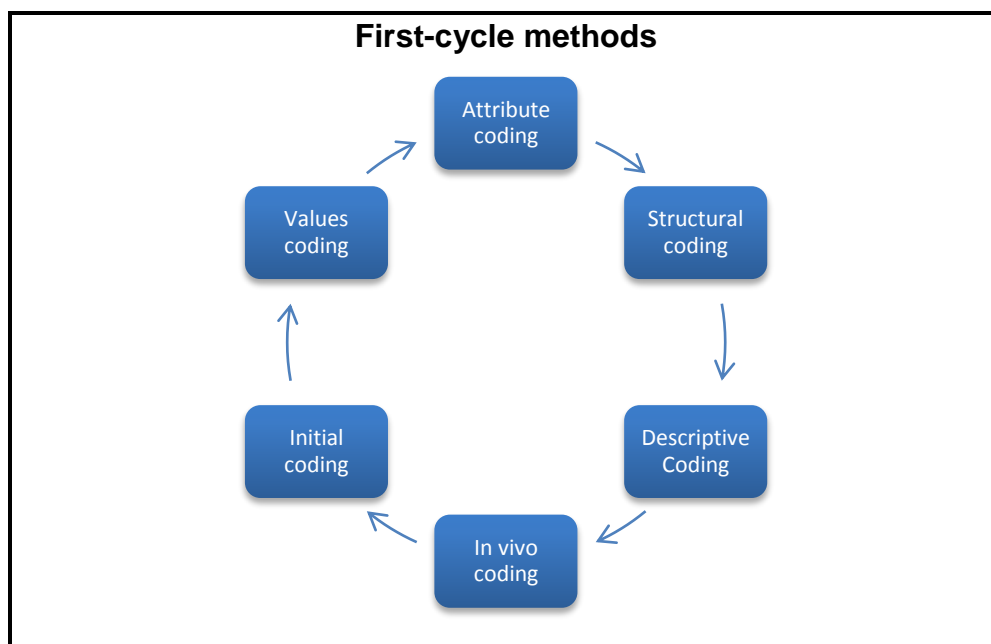 First-cycle methods
Attribute
coding
Structural
coding
Descriptive
Coding
In vivo
coding
Initial
coding
Values
coding